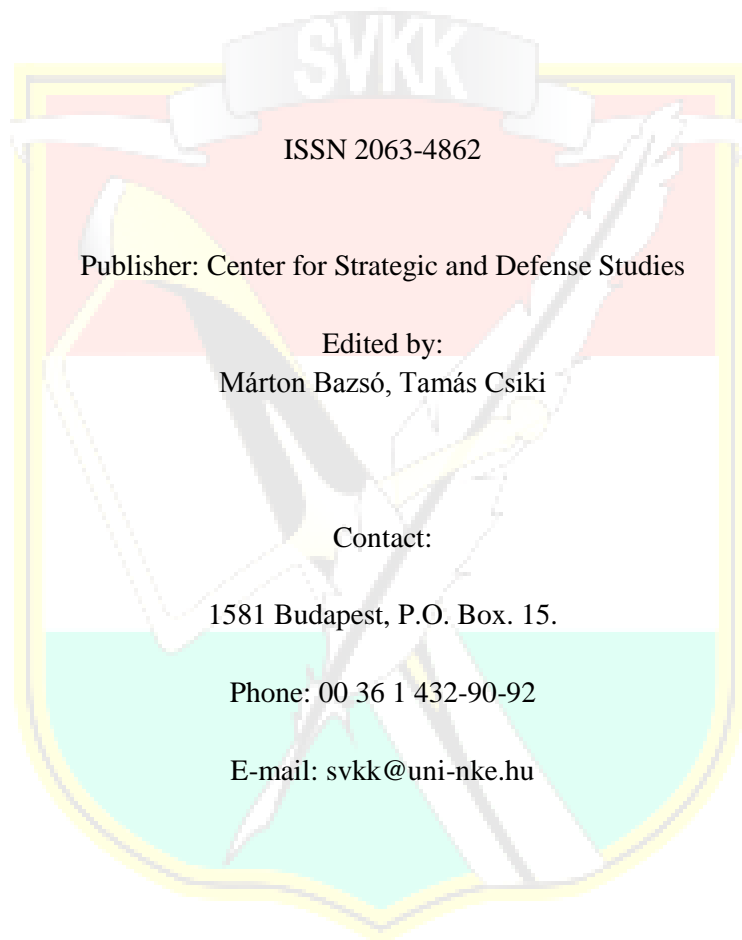 SVKK
ISSN 2063-4862
Publisher: Center for Strategic and Defense Studies
Edited by:
Márton Bazsó, Tamás Csiki
Contact:
1581 Budapest, P.O. Box. 15.
Phone: 00 36 1 432-90-92
E-mail: svkk@uni-nke.hu